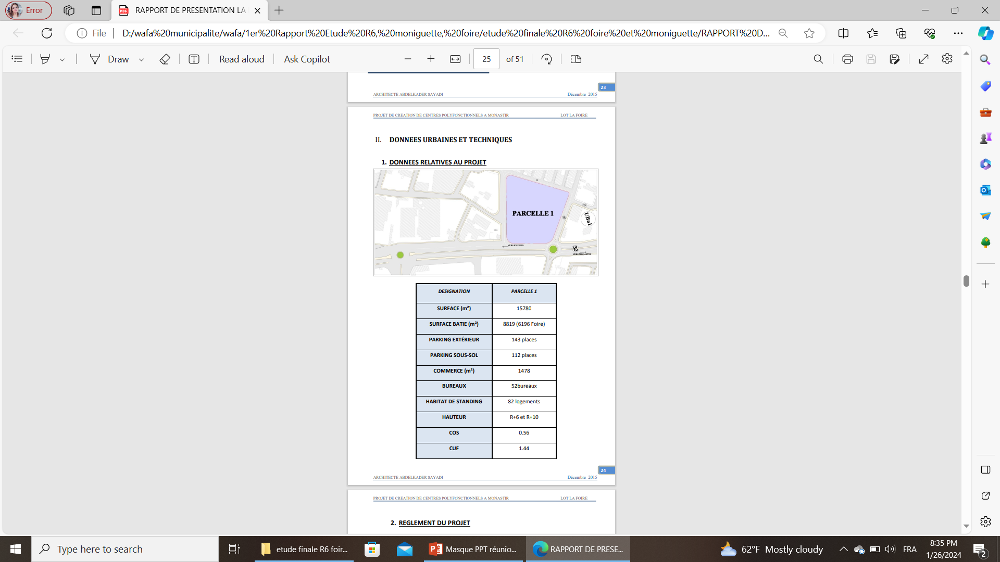 Error
RAPPORT DE PRESENTATION LA
File
D:/wafa%20municipalite/wafa/1er%20Rapport%20Etude%20R6,%20moniguette,%20foire/etude%20finale%20R6%20foire%20et%20moniguette/RAPPORT%20D...
Draw
Read aloud
Ask Copilot
25
of 51
23
ARCHITECTE ABDELKADER SAYADI
Décembre 2015
PROJET DE CREATION DE CENTRES POLYFONCTIONNELS A MONASTIR
LOT LA FOIRE
II. DONNEES URBAINES ET TECHNIQUES
1. DONNEES RELATIVES AU PROJET
PARCELLE 1
UBa1
VERS KHENISS
30
VERS MONASTIR
DESIGNATION PARCELLE 1
SURFACE (m²) 15780
SURFACE BATIE (m²) 8819 (6196 Foire)
PARKING EXTÉRIEUR 143 places
PARKING SOUS-SOL 112 places
COMMERCE (m²) 1478
BUREAUX 52bureaux
HABITAT DE STANDING 82 logements
HAUTEUR R+6 et R+10
COS 0.56
CUF 1.44
24
ARCHITECTE ABDELKADER SAYADI
Décembre 2015
PROJET DE CREATION DE CENTRES POLYFONCTIONNELS A MONASTIR
LOT LA FOIRE
2. REGLEMENT DU PROJET
Type here to search
etude finale R6 foir...
Masque PPT réunio...
RAPPORT DE PRESE...
62°F Mostly cloudy
FRA
8:35 PM
1/26/2024
2